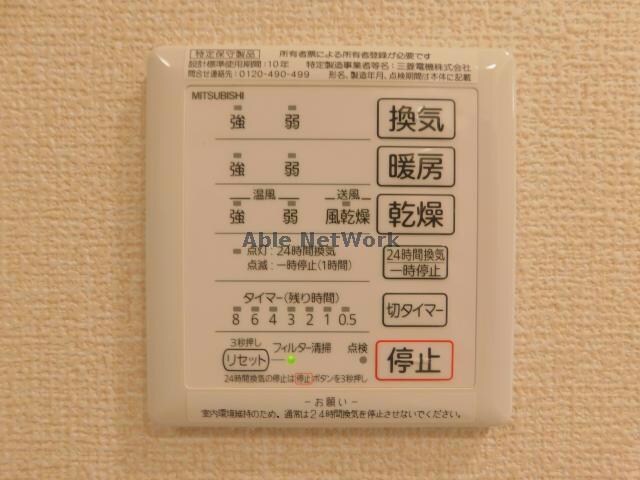 特定保守製品 所有者票による所有者登録が必要です
設計標準使用期間:10年 特定製造事業者等名:三菱電機株式会社
問合せ連絡先:0120-490-499 形名、製造年月、点検期間は本体に記載
MITSUBISHI
強 弱 換気
強 弱 暖房
温風 送風
強 弱 風乾燥 乾燥
Able NetWork
点灯:24時間換気
点滅:一時停止(1時間)
24時間換気
一時停止
タイマー(残り時間)
8 6 4 3 2 1 0.5
切タイマー
3秒押し
リセット フィルター清掃 点検
停止
24時間換気の停止は停止ボタンを3秒押し
-お願い-
室内環境維持のため、通常は24時間換気を停止させないでください。